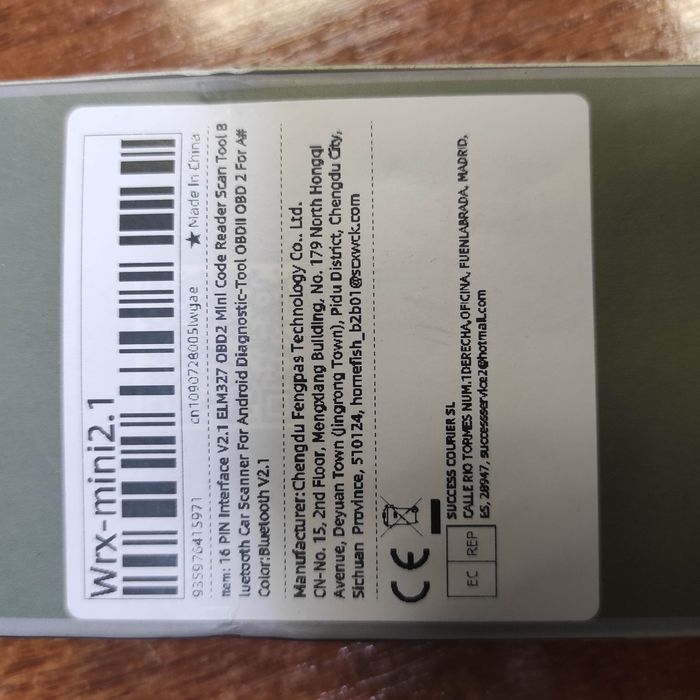 Wrx-mini2.1
935976415971 cn1090728005lwyae ★ Made In China
Item: 16 PIN Interface V2.1 ELM327 OBD2 Mini Code Reader Scan Tool B
luetooth Car Scanner For Android Diagnostic-Tool OBDII OBD 2 For A#
Color:Bluetooth V2.1
Manufacturer:Chengdu Fengpas Technology Co., Ltd.
CN-No. 15, 2nd Floor, Mengxiang Building, No. 179 North Hongqi
Avenue, Deyuan Town (Jingrong Town), Pidu District, Chengdu City,
Sichuan Province, 510124, homefish_b2b01@scxwck.com
CE
EC REP
SUCCESS COURIER SL
CALLE RIO TORMES NUM.1DERECHA,OFICINA, FUENLABRADA, MADRID,
ES, 28947, successservice2@hotmail.com